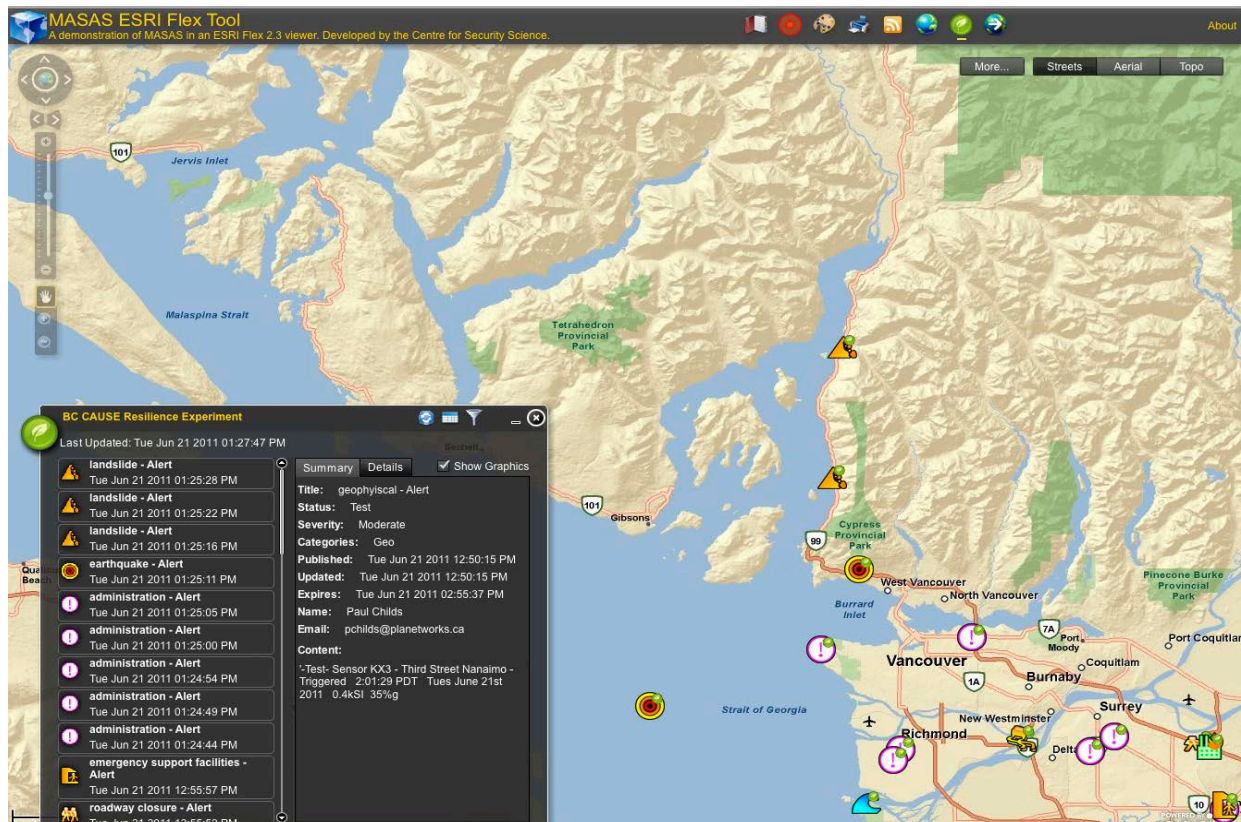 MASAS ESRI Flex Tool
A demonstration of MASAS in an ESRI Flex 2.3 viewer. Developed by the Centre for Security Science.
About
More...
Streets
Aerial
Topo
101
Jervis Inlet
Malaspina Strait
Tetrahedron
Provincial
Park
BC CAUSE Resilience Experiment
Last Updated: Tue Jun 21 2011 01:27:47 PM
landslide - Alert
Tue Jun 21 2011 01:25:28 PM
landslide - Alert
Tue Jun 21 2011 01:25:22 PM
landslide - Alert
Tue Jun 21 2011 01:25:16 PM
earthquake - Alert
Tue Jun 21 2011 01:25:11 PM
administration - Alert
Tue Jun 21 2011 01:25:05 PM
administration - Alert
Tue Jun 21 2011 01:25:00 PM
administration - Alert
Tue Jun 21 2011 01:24:54 PM
administration - Alert
Tue Jun 21 2011 01:24:49 PM
administration - Alert
Tue Jun 21 2011 01:24:44 PM
emergency support facilities -
Alert
Tue Jun 21 2011 12:55:57 PM
roadway closure - Alert
Tue Jun 21 2011 12:55:52 PM
Summary
Details
Show Graphics
Title: geophyiscal - Alert
Status: Test
Severity: Moderate
Categories: Geo
Published: Tue Jun 21 2011 12:50:15 PM
Updated: Tue Jun 21 2011 12:50:15 PM
Expires: Tue Jun 21 2011 02:55:37 PM
Name: Paul Childs
Email: pchilds@planetworks.ca
Content:
'-Test- Sensor KX3 - Third Street Nanaimo -
Triggered 2:01:29 PDT Tues June 21st
2011 0.4kSI 35%g
Beach
101
Gibsons
99
Cypress
Provincial
Park
West Vancouver
North Vancouver
Burrard
Inlet
Pinecone Burke
Provincial
Park
7A
Port
Moody
Port Coquitlam
Vancouver
Coquitlam
1A
Burnaby
Strait of Georgia
Surrey
New Westminster
Richmond
Delta
10
POWERED BY